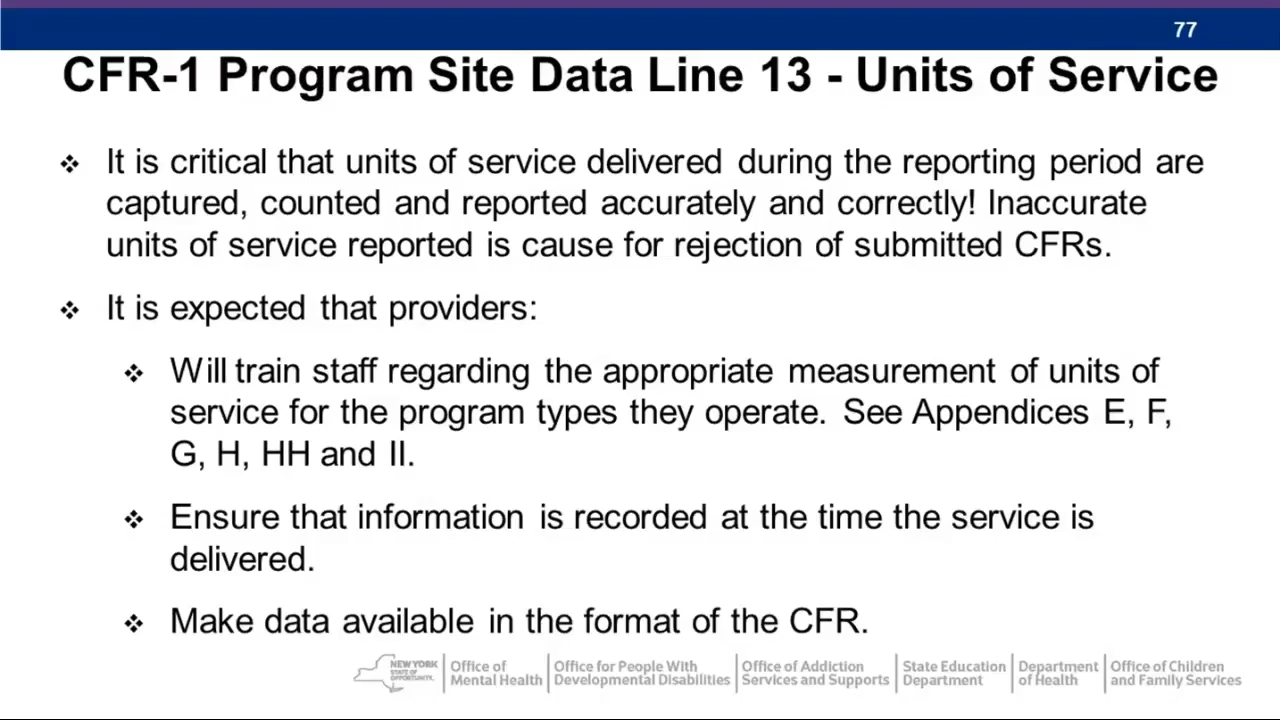 77
CFR-1 Program Site Data Line 13 - Units of Service
❖ It is critical that units of service delivered during the reporting period are
captured, counted and reported accurately and correctly! Inaccurate
units of service reported is cause for rejection of submitted CFRs.
❖ It is expected that providers:
❖ Will train staff regarding the appropriate measurement of units of
service for the program types they operate. See Appendices E, F,
G, H, HH and II.
❖ Ensure that information is recorded at the time the service is
delivered.
❖ Make data available in the format of the CFR.
NEW YORK
STATE OF
OPPORTUNITY.
Office of
Mental Health
Office for People With
Developmental Disabilities
Office of Addiction
Services and Supports
State Education
Department
Department
of Health
Office of Children
and Family Services